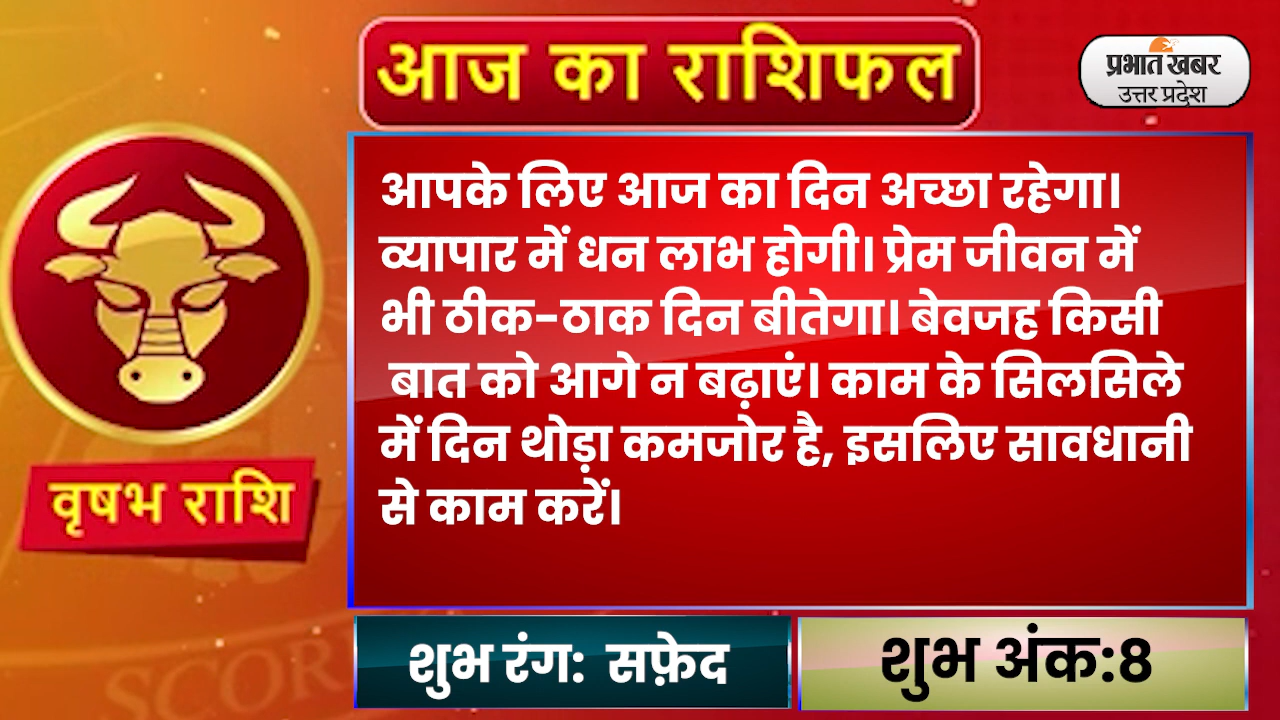 आज का राशिफल
प्रभात खबर
उत्तर प्रदेश
आपके लिए आज का दिन अच्छा रहेगा।
व्यापार में धन लाभ होगी। प्रेम जीवन में
भी ठीक-ठाक दिन बीतेगा। बेवजह किसी
बात को आगे न बढ़ाएं। काम के सिलसिले
में दिन थोड़ा कमजोर है, इसलिए सावधानी
से काम करें।
वृषभ राशि
शुभ रंग: सफ़ेद
शुभ अंक:8
SCOR